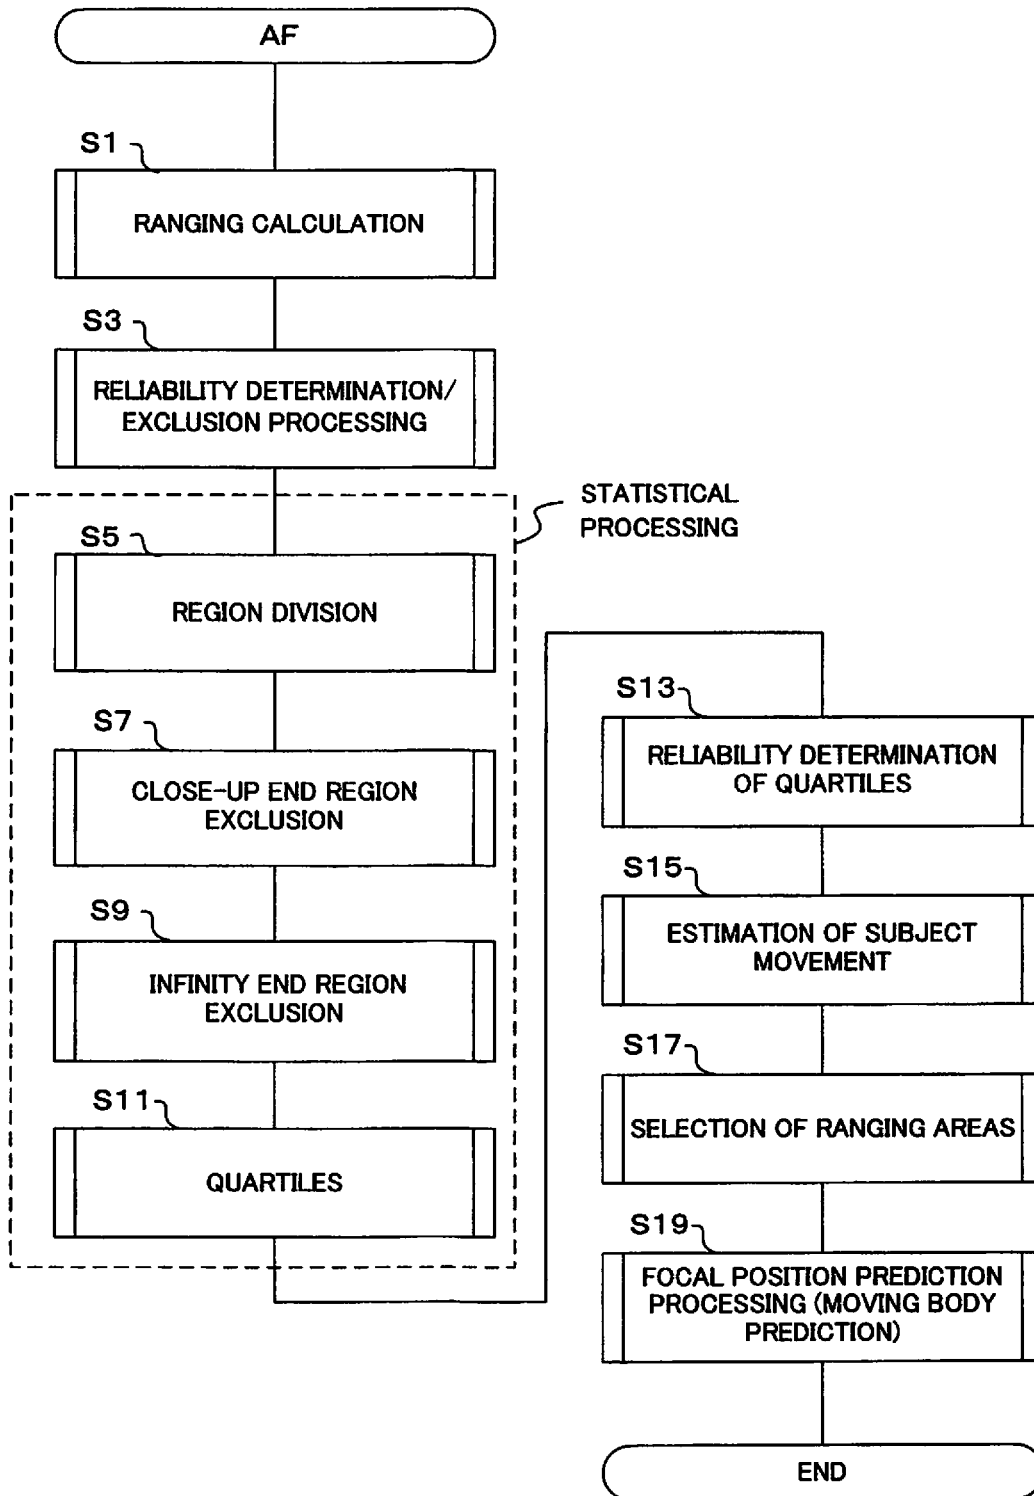 AF
S1
RANGING CALCULATION
S3
RELIABILITY DETERMINATION/
EXCLUSION PROCESSING
STATISTICAL
PROCESSING
S5
REGION DIVISION
S7
CLOSE-UP END REGION
EXCLUSION
S9
INFINITY END REGION
EXCLUSION
S11
QUARTILES
S13
RELIABILITY DETERMINATION
OF QUARTILES
S15
ESTIMATION OF SUBJECT
MOVEMENT
S17
SELECTION OF RANGING AREAS
S19
FOCAL POSITION PREDICTION
PROCESSING (MOVING BODY
PREDICTION)
END